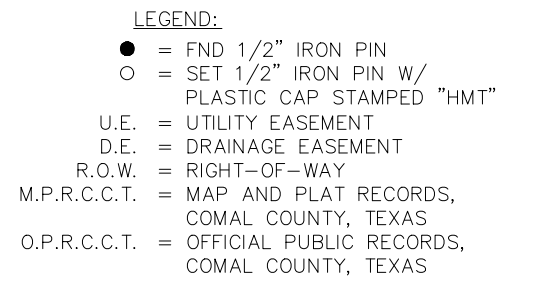 LEGEND:
● = FND 1/2" IRON PIN
○ = SET 1/2" IRON PIN W/
PLASTIC CAP STAMPED "HMT"
U.E. = UTILITY EASEMENT
D.E. = DRAINAGE EASEMENT
R.O.W. = RIGHT-OF-WAY
M.P.R.C.C.T. = MAP AND PLAT RECORDS,
COMAL COUNTY, TEXAS
O.P.R.C.C.T. = OFFICIAL PUBLIC RECORDS,
COMAL COUNTY, TEXAS